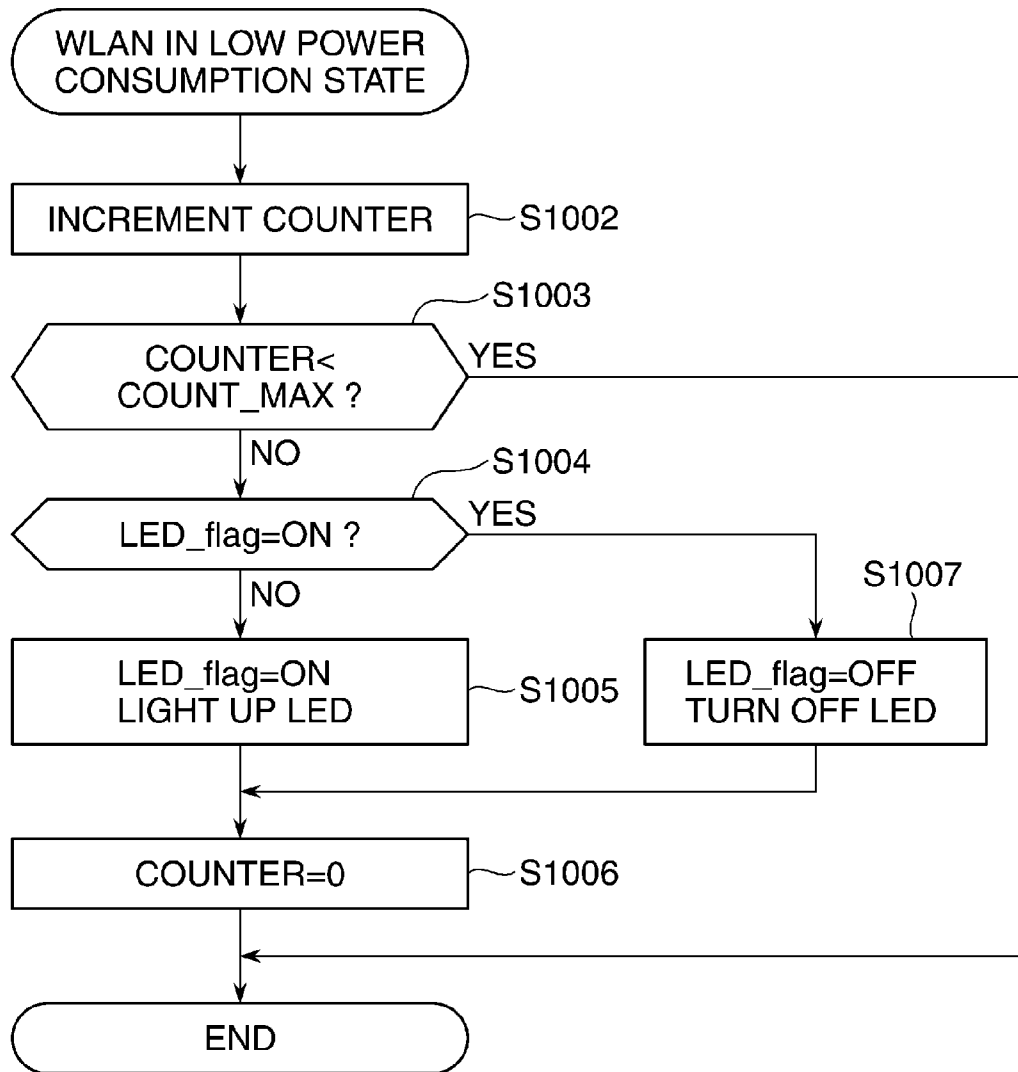 WLAN IN LOW POWER
CONSUMPTION STATE
INCREMENT COUNTER
S1002
S1003
COUNTER<
COUNT_MAX ?
YES
NO
S1004
LED_flag=ON ?
YES
NO
S1007
LED_flag=ON
LIGHT UP LED
S1005
LED_flag=OFF
TURN OFF LED
COUNTER=0
S1006
END